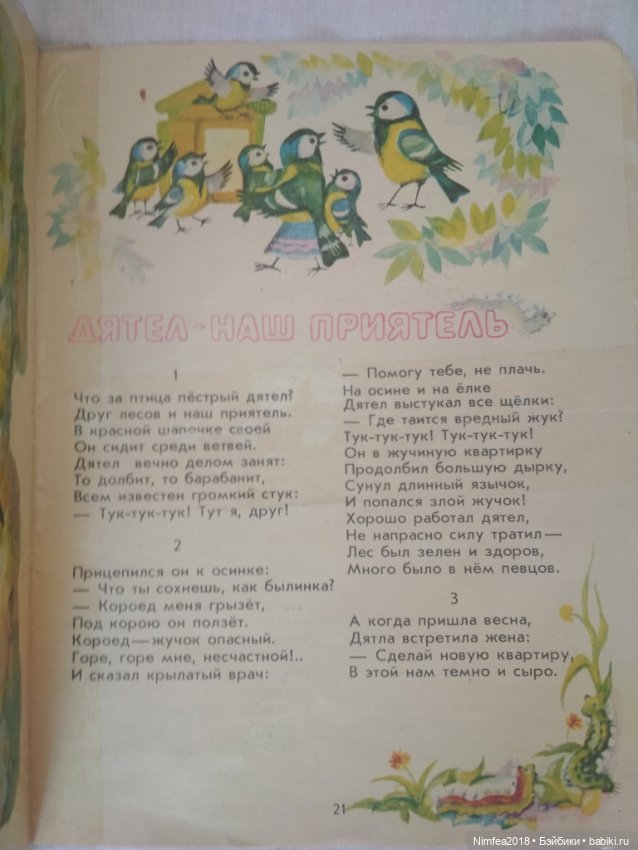 ДЯТЕЛ-НАШ ПРИЯТЕЛЬ
1
Что за птица пёстрый дятел?
Друг лесов и наш приятель.
В красной шапочке своей
Он сидит среди ветвей.
Дятел вечно делом занят:
То долбит, то барабанит,
Всем известен громкий стук:
— Тук-тук-тук! Тут я, друг!
2
Прицепился он к осинке:
— Что ты сохнешь, как былинка?
— Короед меня грызёт,
Под корою он ползёт.
Короед—жучок опасный.
Горе, горе мне, несчастной!..
И сказал крылатый врач:
— Помогу тебе, не плачь.
На осине и на ёлке
Дятел выстукал все щёлки:
— Где таится вредный жук?
Тук-тук-тук! Тук-тук-тук!
Он в жучиную квартирку
Продолбил большую дырку,
Сунул длинный язычок,
И попался злой жучок!
Хорошо работал дятел,
Не напрасно силу тратил—
Лес был зелен и здоров,
Много было в нём певцов.
3
А когда пришла весна,
Дятла встретила жена:
— Сделай новую квартиру,
В этой нам темно и сыро.
21
Nimfea2018 • Бэйбики • babiki.ru